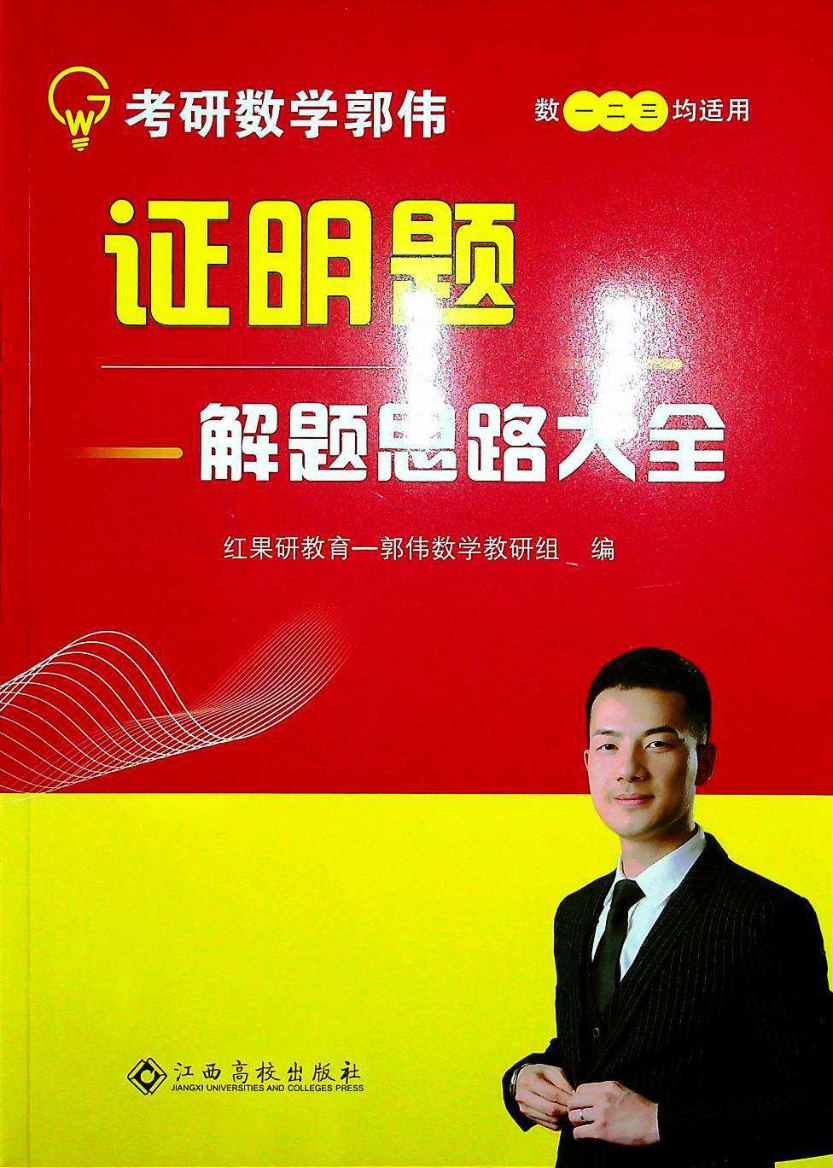 GW
考研数学郭伟
数一二三均适用
证明题
解题思路大全
红果研教育—郭伟数学教研组 编
江西高校出版社
JIANGXI UNIVERSITIES AND COLLEGES PRESS